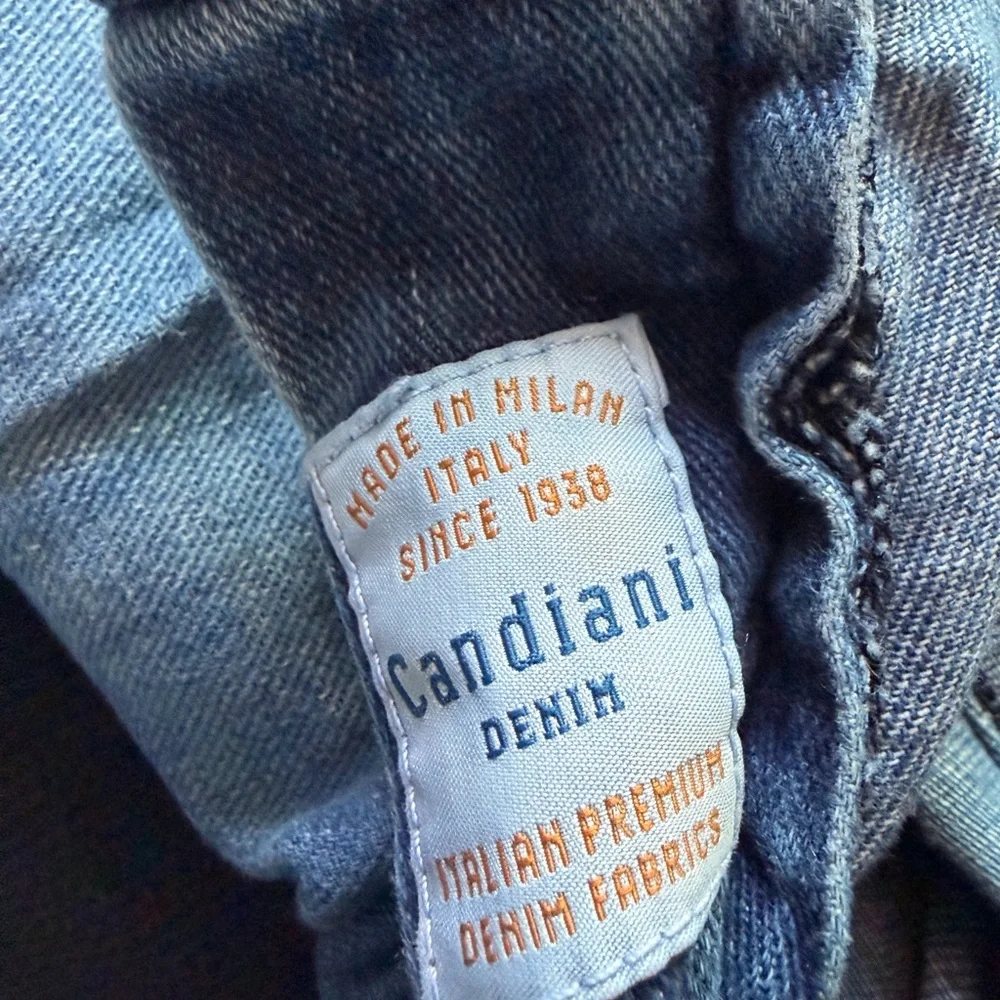 MADE IN MILAN
ITALY
SINCE 1938
Candiani
DENIM
ITALIAN PREMIUM
DENIM FABRICS